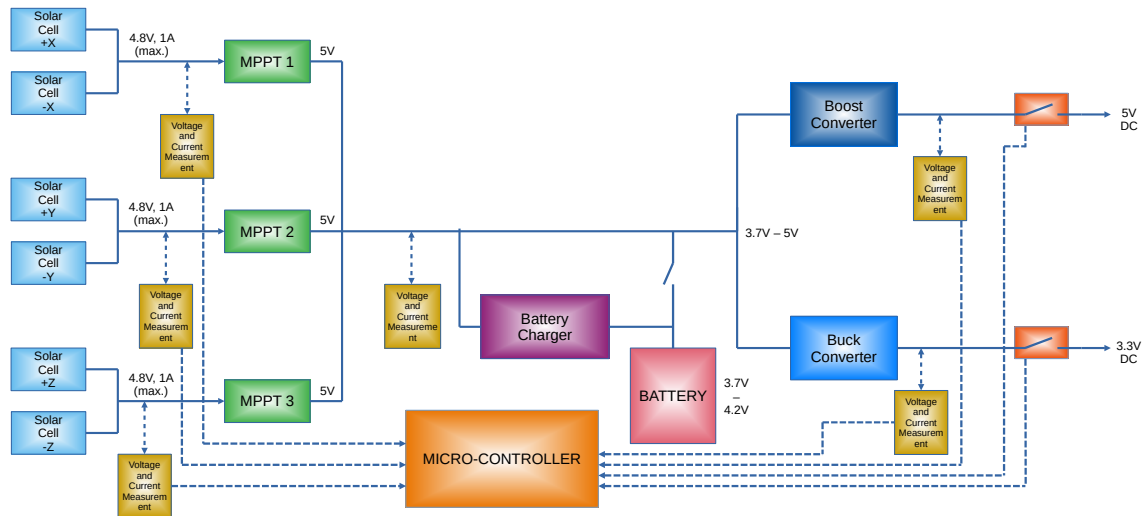 Solar
Cell
+X
Solar
Cell
-X
4.8V, 1A
(max.)
MPPT 1
5V
Voltage
and
Current
Measurem
ent
Boost
Converter
5V
DC
Voltage
and
Current
Measurem
ent
Solar
Cell
+Y
Solar
Cell
-Y
4.8V, 1A
(max.)
MPPT 2
5V
3.7V – 5V
Voltage
and
Current
Measurem
ent
Voltage
and
Current
Measureme
nt
Battery
Charger
Buck
Converter
3.3V
DC
Solar
Cell
+Z
Solar
Cell
-Z
4.8V, 1A
(max.)
MPPT 3
5V
BATTERY
3.7V
–
4.2V
Voltage
and
Current
Measurem
ent
MICRO-CONTROLLER
Voltage
and
Current
Measurem
ent